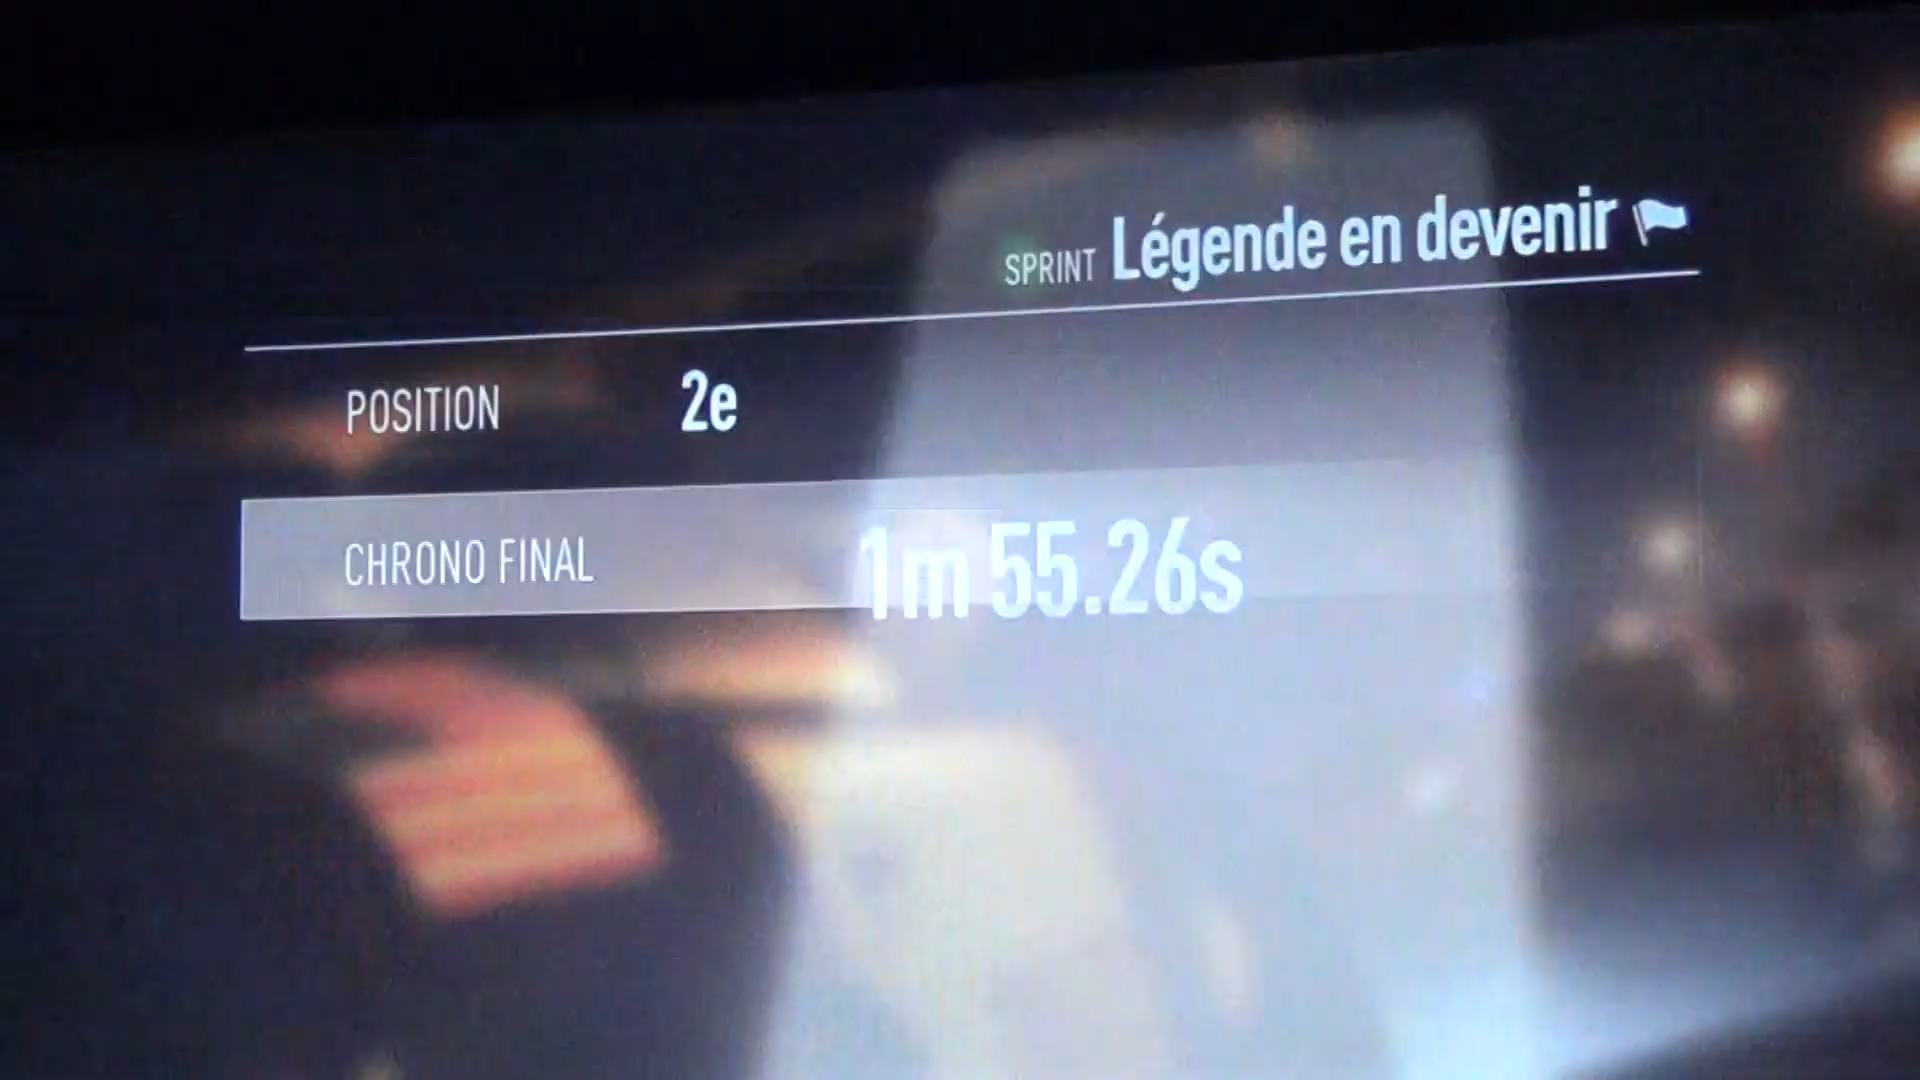 SPRINT Légende en devenir
POSITION 2e
CHRONO FINAL 1m 55.26s